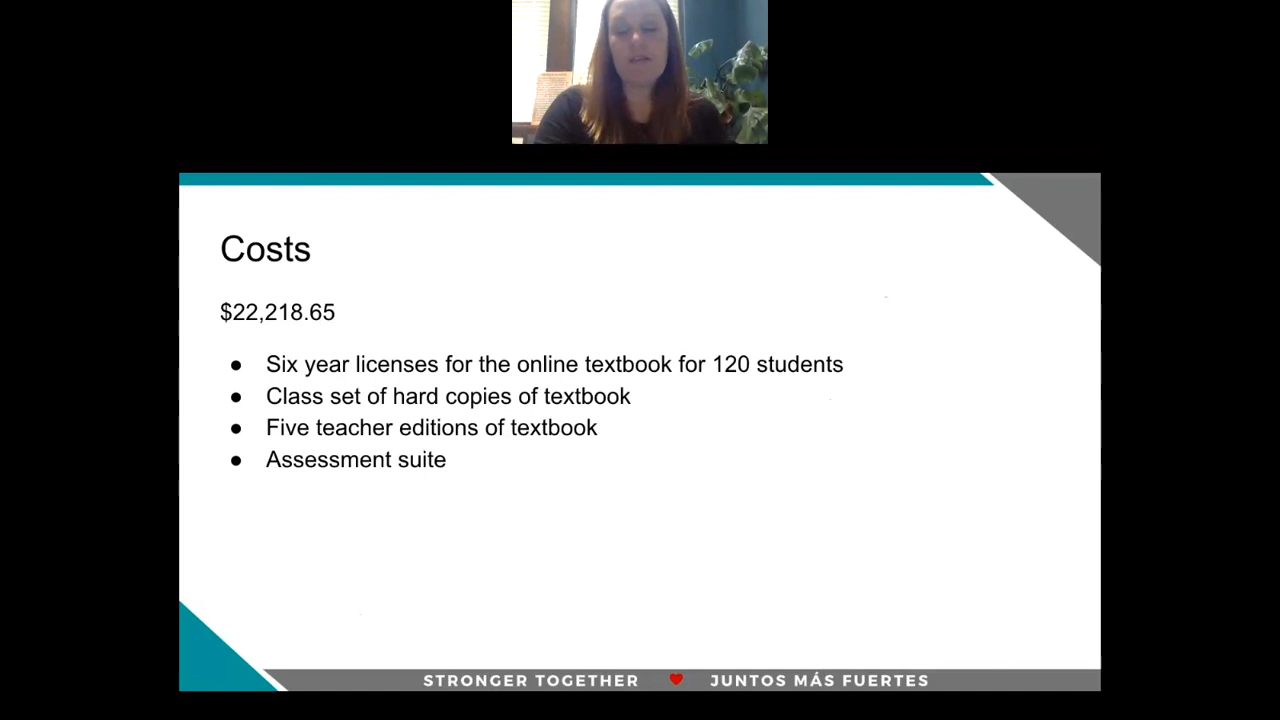 Costs
$22,218.65
● Six year licenses for the online textbook for 120 students
● Class set of hard copies of textbook
● Five teacher editions of textbook
● Assessment suite
STRONGER TOGETHER ♥ JUNTOS MÁS FUERTES